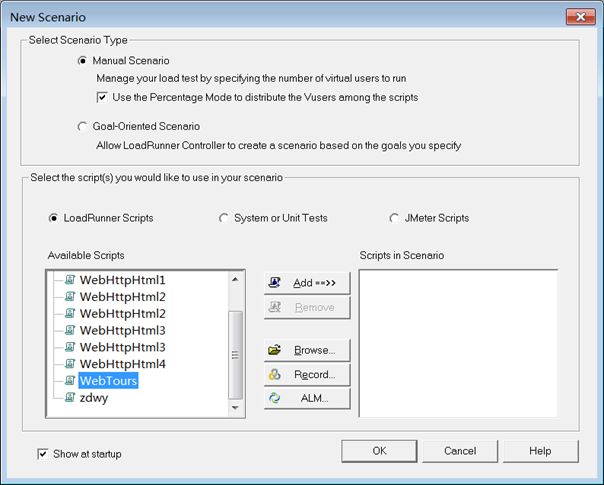 New Scenario
Select Scenario Type
Manual Scenario
Manage your load test by specifying the number of virtual users to run
Use the Percentage Mode to distribute the Vusers among the scripts
Goal-Oriented Scenario
Allow LoadRunner Controller to create a scenario based on the goals you specify
Select the script(s) you would like to use in your scenario
LoadRunner Scripts
System or Unit Tests
JMeter Scripts
Available Scripts
Scripts in Scenario
WebHttpHtml1
WebHttpHtml2
WebHttpHtml2
WebHttpHtml3
WebHttpHtml3
WebHttpHtml4
WebTours
zdwy
Add ==>>
Remove
Browse...
Record...
ALM...
Show at startup
OK
Cancel
Help